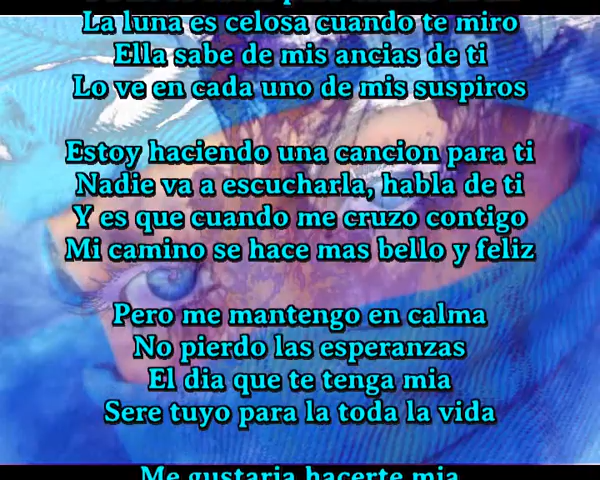 La luna es celosa cuando te miro
Ella sabe de mis ancias de ti
Lo ve en cada uno de mis suspiros
Estoy haciendo una cancion para ti
Nadie va a escucharla, habla de ti
Y es que cuando me cruzo contigo
Mi camino se hace mas bello y feliz
Pero me mantengo en calma
No pierdo las esperanzas
El dia que te tenga mia
Sere tuyo para la toda la vida
Me gustaria hacerte mia